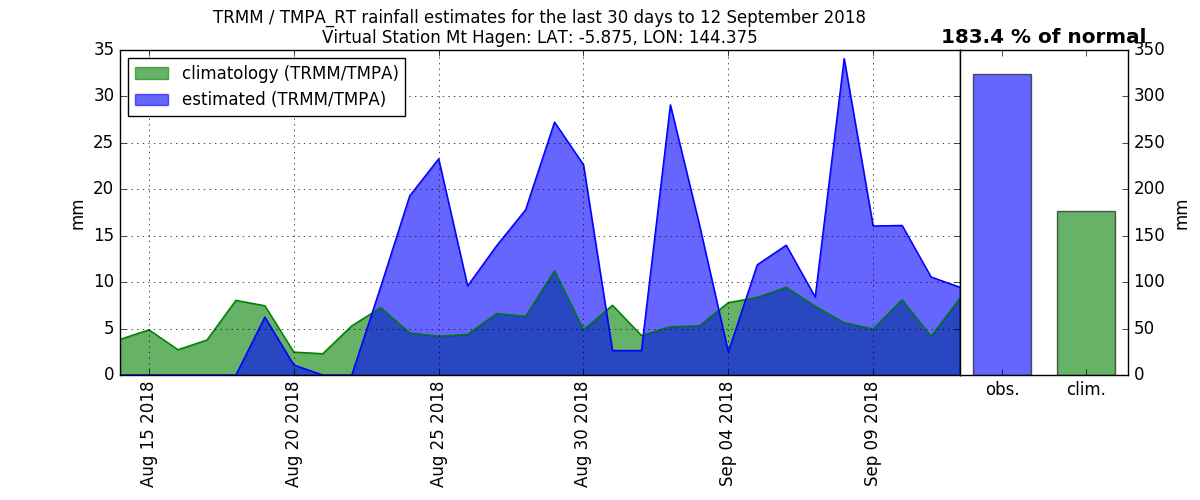 TRMM / TMPA_RT rainfall estimates for the last 30 days to 12 September 2018
Virtual Station Mt Hagen: LAT: -5.875, LON: 144.375
183.4 % of normal
climatology (TRMM/TMPA)
estimated (TRMM/TMPA)
35
30
25
20
15
10
5
0
mm
Aug 15 2018
Aug 20 2018
Aug 25 2018
Aug 30 2018
Sep 04 2018
Sep 09 2018
350
300
250
200
150
100
50
0
mm
obs.
clim.